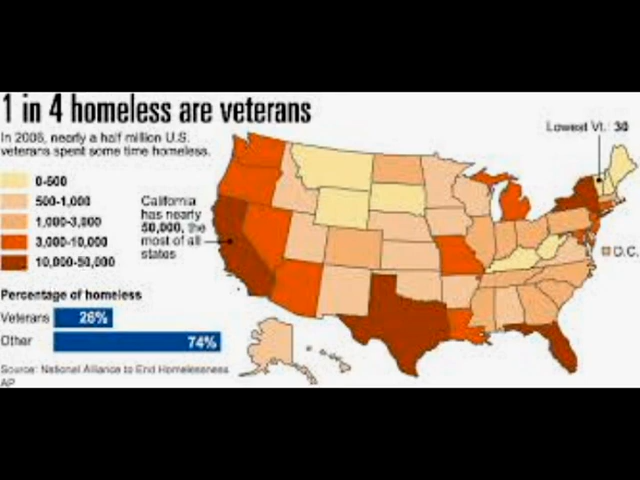 1 in 4 homeless are veterans
In 2006, nearly a half million U.S.
veterans spent some time homeless.
Lowest Vt. 30
0-500
500-1,000
1,000-3,000
3,000-10,000
10,000-50,000
California
has nearly
50,000, the
most of all
states
D.C.
Percentage of homeless
Veterans 26%
Other 74%
Source: National Alliance to End Homelessness
AP